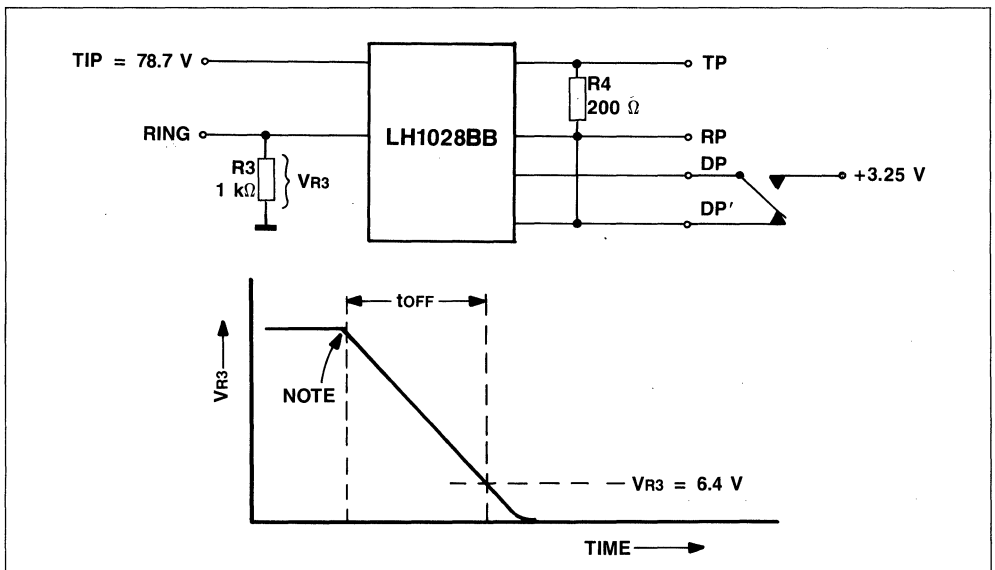 TIP = 78.7 V
TP
R4
200 Ω
RING
LH1028BB
RP
R3
1 kΩ
VR3
DP
+3.25 V
DP′
tOFF
VR3
NOTE
VR3 = 6.4 V
TIME